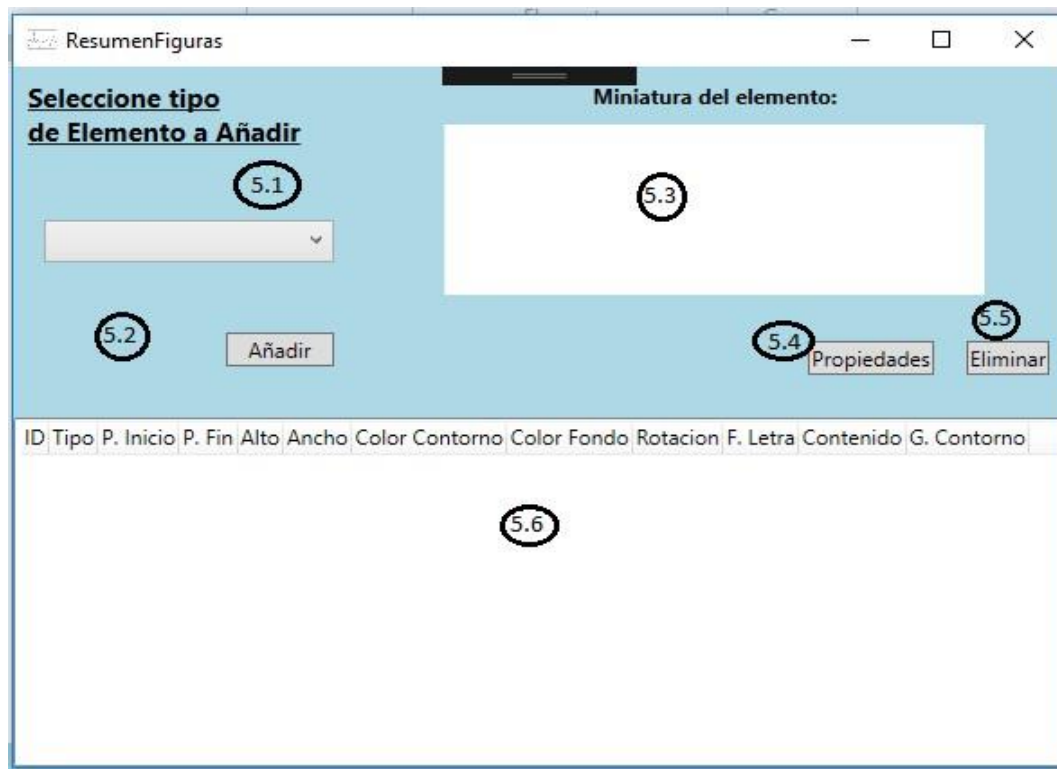 ResumenFiguras
Seleccione tipo
de Elemento a Añadir
Miniatura del elemento:
5.1
5.3
5.2
Añadir
5.4
Propiedades
5.5
Eliminar
ID Tipo P. Inicio P. Fin Alto Ancho Color Contorno Color Fondo Rotacion F. Letra Contenido G. Contorno
5.6